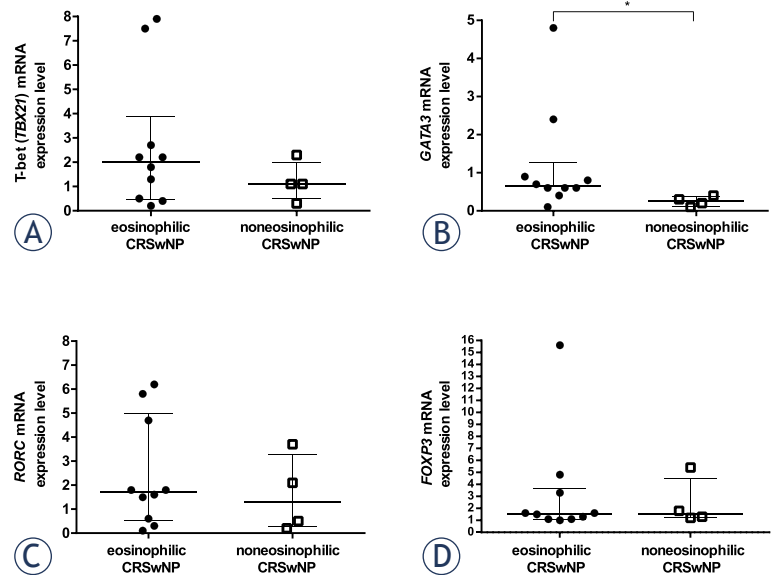 T-bet (TBX21) mRNA
expression level
8
7
6
5
4
3
2
1
0
eosinophilic
CRSwNP
noneosinophilic
CRSwNP
A
*
GATA3 mRNA
expression level
5
4
3
2
1
0
eosinophilic
CRSwNP
noneosinophilic
CRSwNP
B
RORC mRNA
expression level
8
7
6
5
4
3
2
1
0
eosinophilic
CRSwNP
noneosinophilic
CRSwNP
C
FOXP3 mRNA
expression level
16
15
14
13
12
11
10
9
8
7
6
5
4
3
2
1
0
eosinophilic
CRSwNP
noneosinophilic
CRSwNP
D